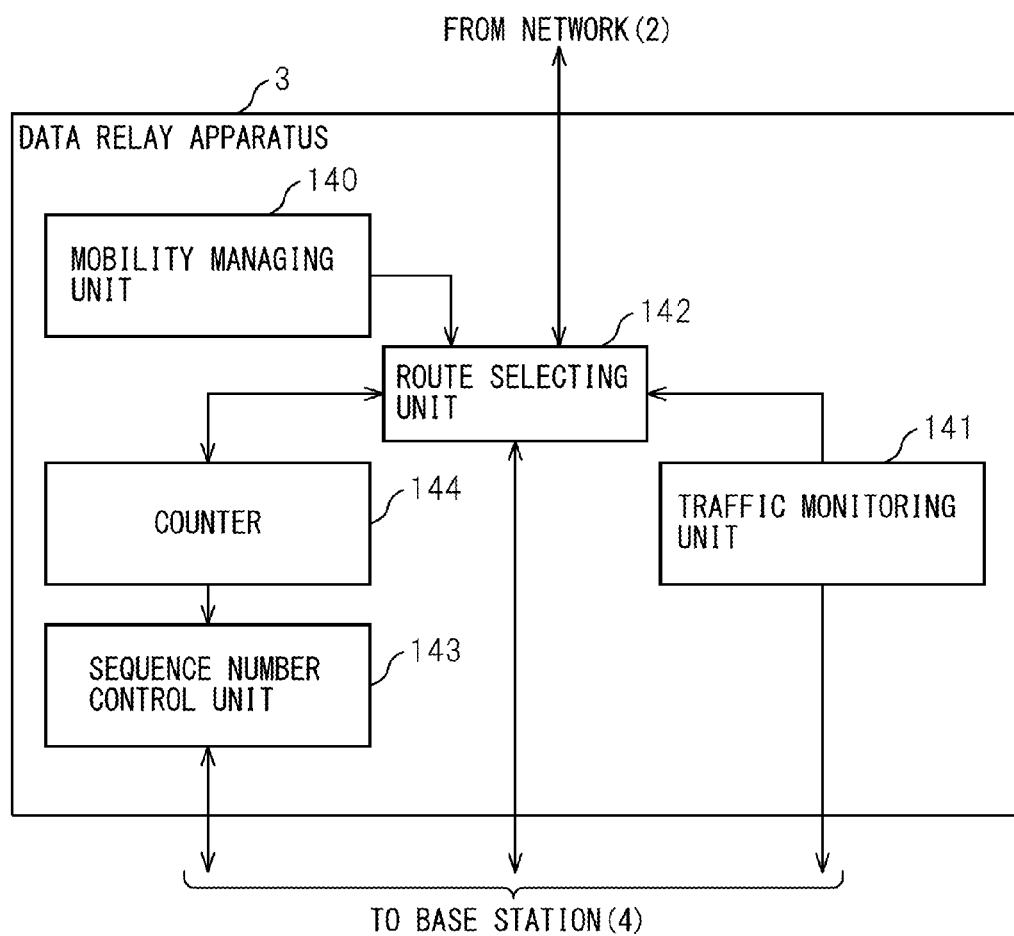 FROM NETWORK(2)
3
DATA RELAY APPARATUS
140
MOBILITY MANAGING
UNIT
142
ROUTE SELECTING
UNIT
141
TRAFFIC MONITORING
UNIT
144
COUNTER
143
SEQUENCE NUMBER
CONTROL UNIT
TO BASE STATION(4)